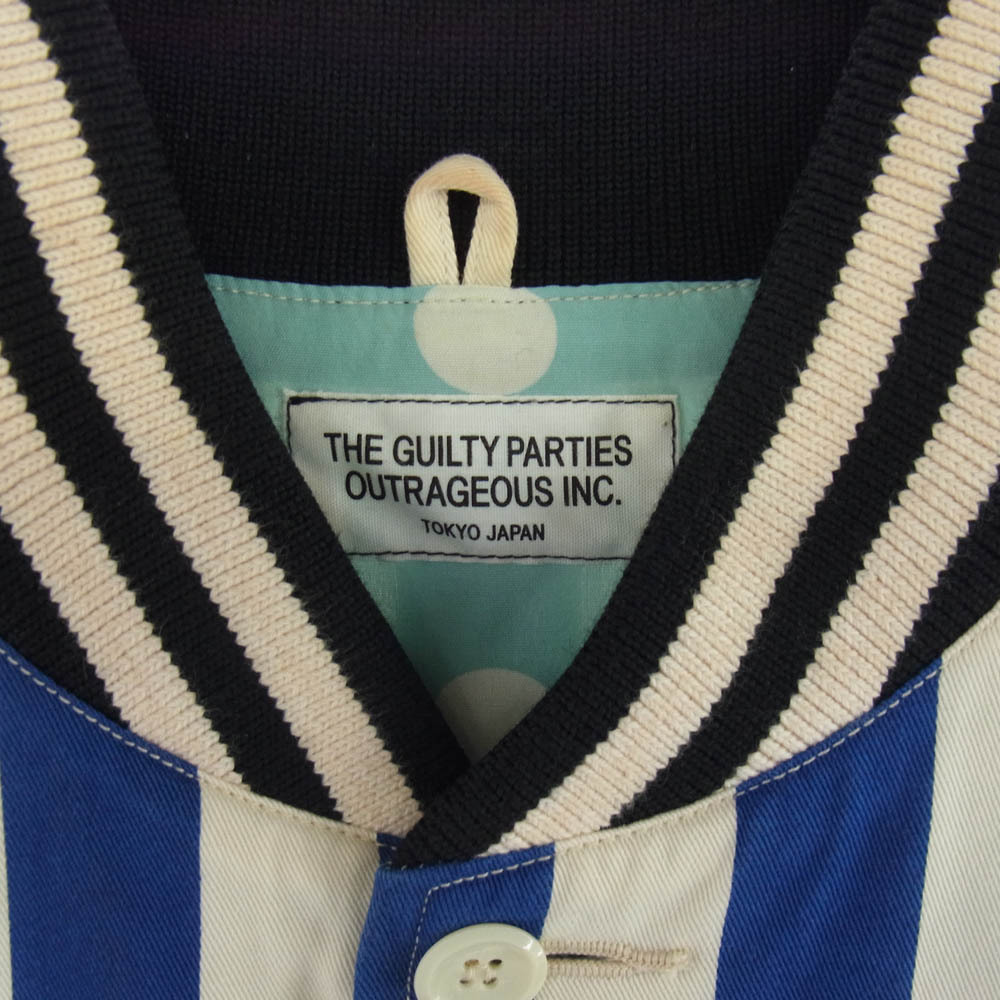 THE GUILTY PARTIES
OUTRAGEOUS INC.
TOKYO JAPAN